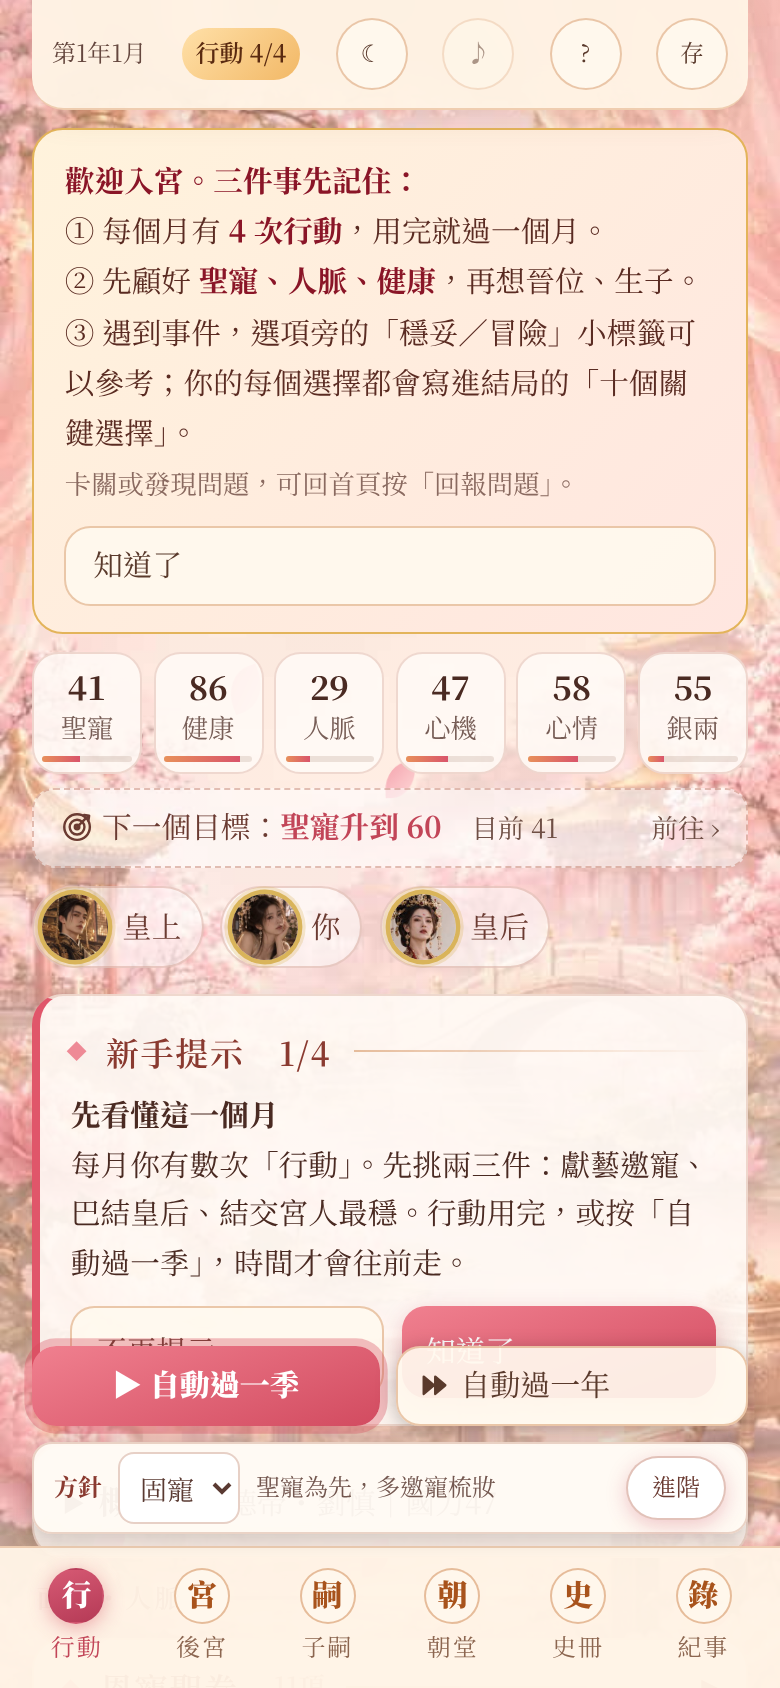 第1年1月 行動 4/4 ☾ ♪ ? 存
歡迎入宮。三件事先記住：
① 每個月有 4 次行動，用完就過一個月。
② 先顧好 聖寵、人脈、健康，再想晉位、生子。
③ 遇到事件，選項旁的「穩妥／冒險」小標籤可
以參考；你的每個選擇都會寫進結局的「十個關
鍵選擇」。
卡關或發現問題，可回首頁按「回報問題」。
知道了
41 86 29 47 58 55
聖寵 健康 人脈 心機 心情 銀兩
下一個目標：聖寵升到 60 目前 41 前往 ›
皇上 你 皇后
新手提示 1/4
先看懂這一個月
每月你有數次「行動」。先挑兩三件：獻藝邀寵、
巴結皇后、結交宮人最穩。行動用完，或按「自
動過一季」，時間才會往前走。
不再提示 知道了
▶ 自動過一季 自動過一年
方針 固寵 聖寵為先，多邀寵梳妝 進階
行 宮 嗣 朝 史 錄
行動 後宮 子嗣 朝堂 史冊 紀事